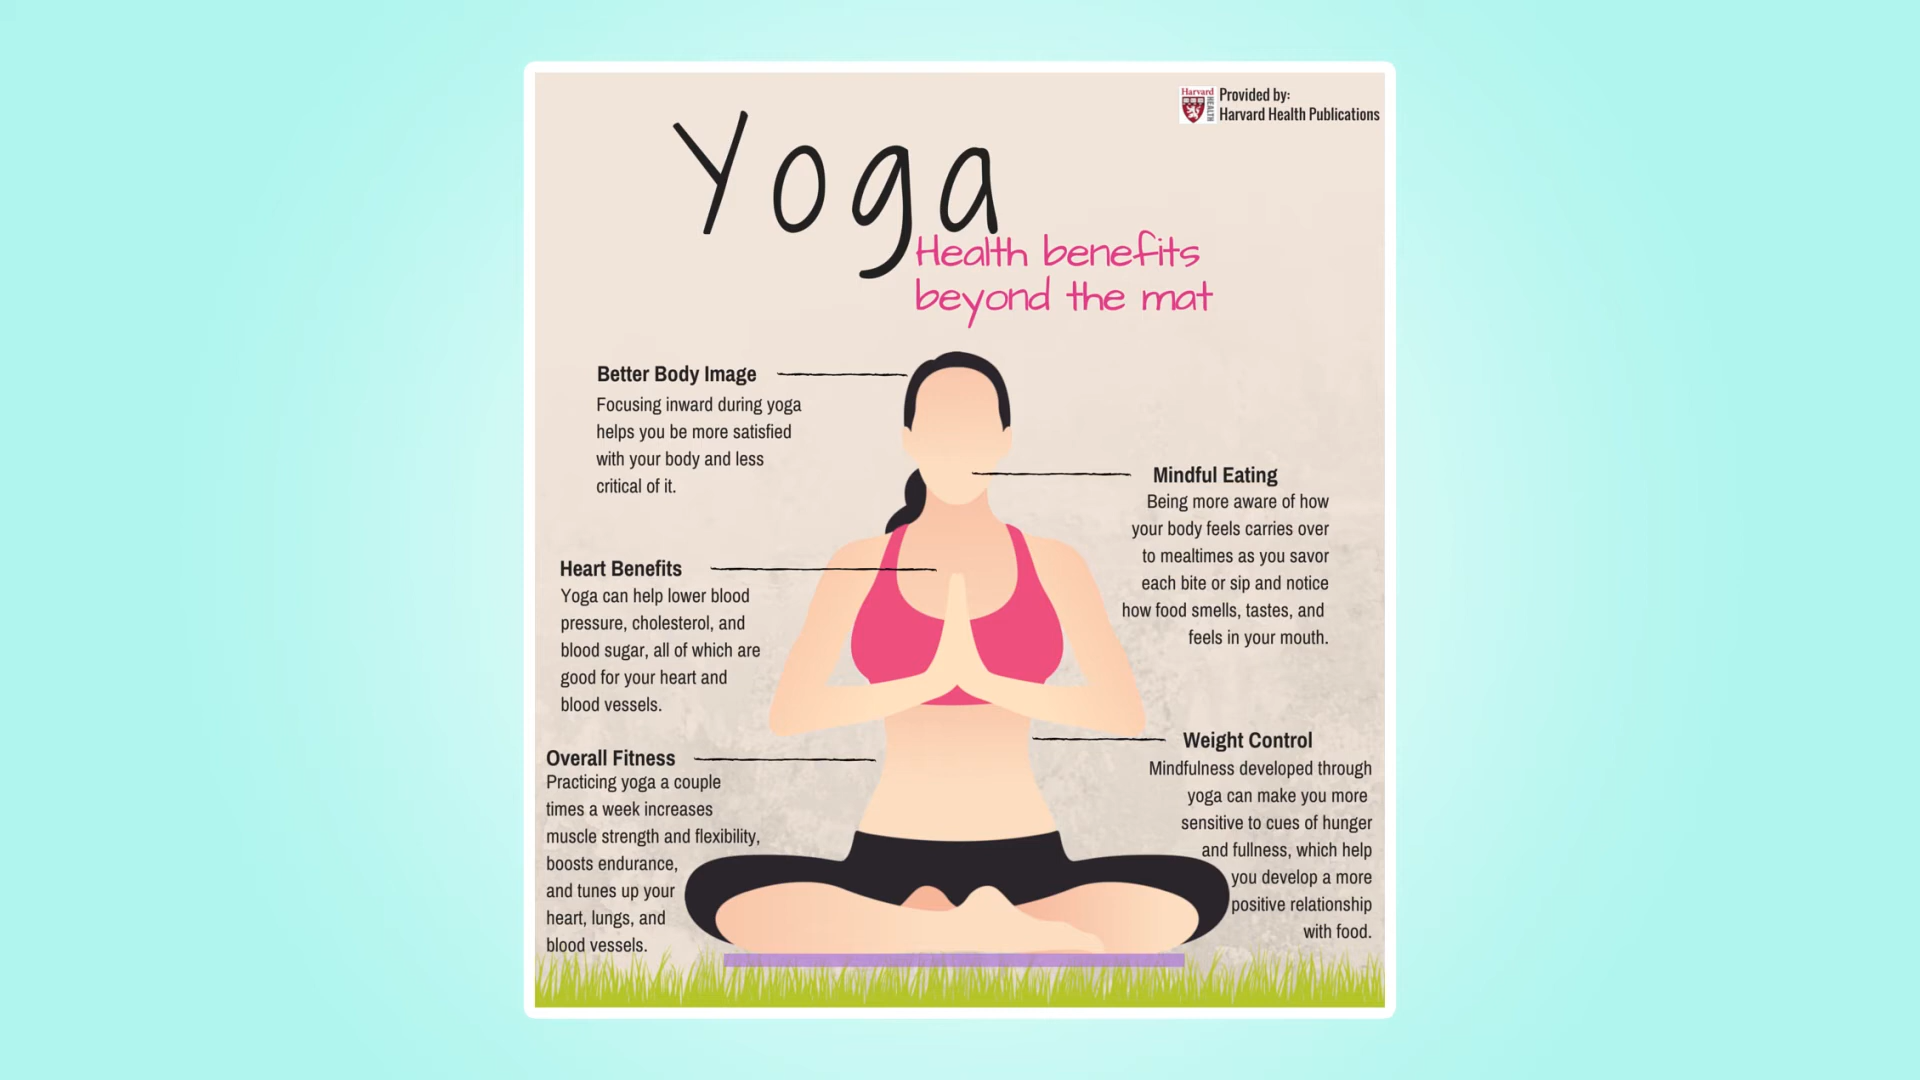 Harvard
HEALTH
Provided by:
Harvard Health Publications
Yoga
Health benefits
beyond the mat
Better Body Image
Focusing inward during yoga
helps you be more satisfied
with your body and less
critical of it.
Mindful Eating
Being more aware of how
your body feels carries over
to mealtimes as you savor
each bite or sip and notice
how food smells, tastes, and
feels in your mouth.
Heart Benefits
Yoga can help lower blood
pressure, cholesterol, and
blood sugar, all of which are
good for your heart and
blood vessels.
Weight Control
Mindfulness developed through
yoga can make you more
sensitive to cues of hunger
and fullness, which help
you develop a more
positive relationship
with food.
Overall Fitness
Practicing yoga a couple
times a week increases
muscle strength and flexibility,
boosts endurance,
and tunes up your
heart, lungs, and
blood vessels.